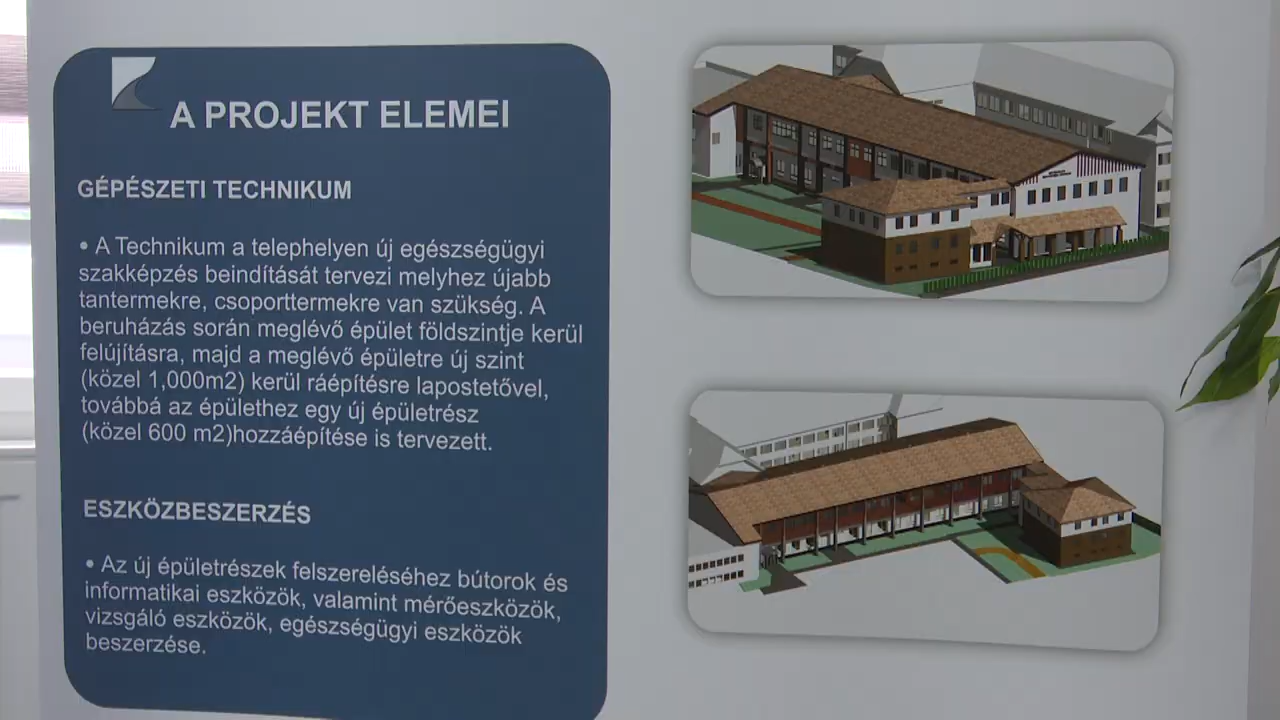 A PROJEKT ELEMEI
GÉPÉSZETI TECHNIKUM
• A Technikum a telephelyen új egészségügyi
szakképzés beindítását tervezi melyhez újabb
tantermekre, csoporttermekre van szükség. A
beruházás során meglévő épület földszintje kerül
felújításra, majd a meglévő épületre új szint
(közel 1,000m2) kerül ráépítésre lapostetővel,
továbbá az épülethez egy új épületrész
(közel 600 m2)hozzáépítése is tervezett.
ESZKÖZBESZERZÉS
• Az új épületrészek felszereléséhez bútorok és
informatikai eszközök, valamint mérőeszközök,
vizsgáló eszközök, egészségügyi eszközök
beszerzése.